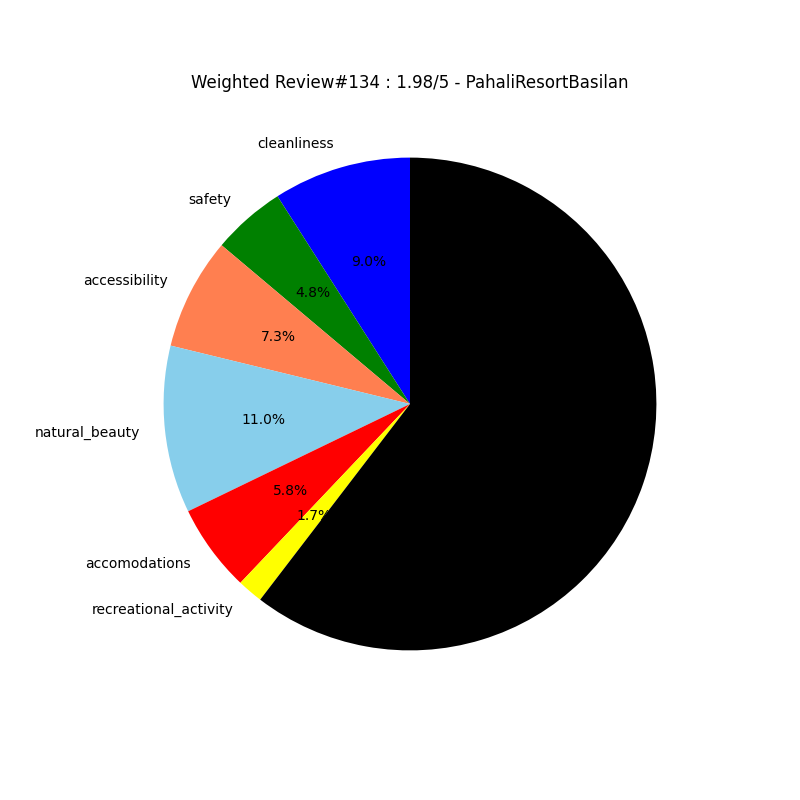 Weighted Review#134 : 1.98/5 - PahaliResortBasilan
cleanliness
safety
accessibility
natural_beauty
accomodations
recreational_activity
9.0%
4.8%
7.3%
11.0%
5.8%
1.7%